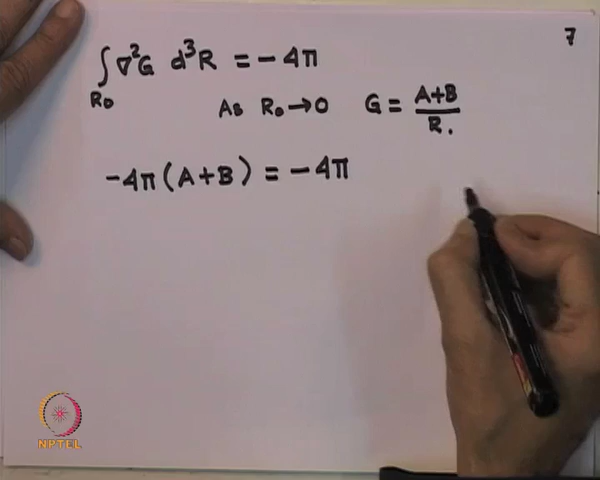 7
∫_{R₀} ∇²G d³R = -4π
As R₀ → 0 G = (A+B)/R.
-4π(A+B) = -4π
NPTEL